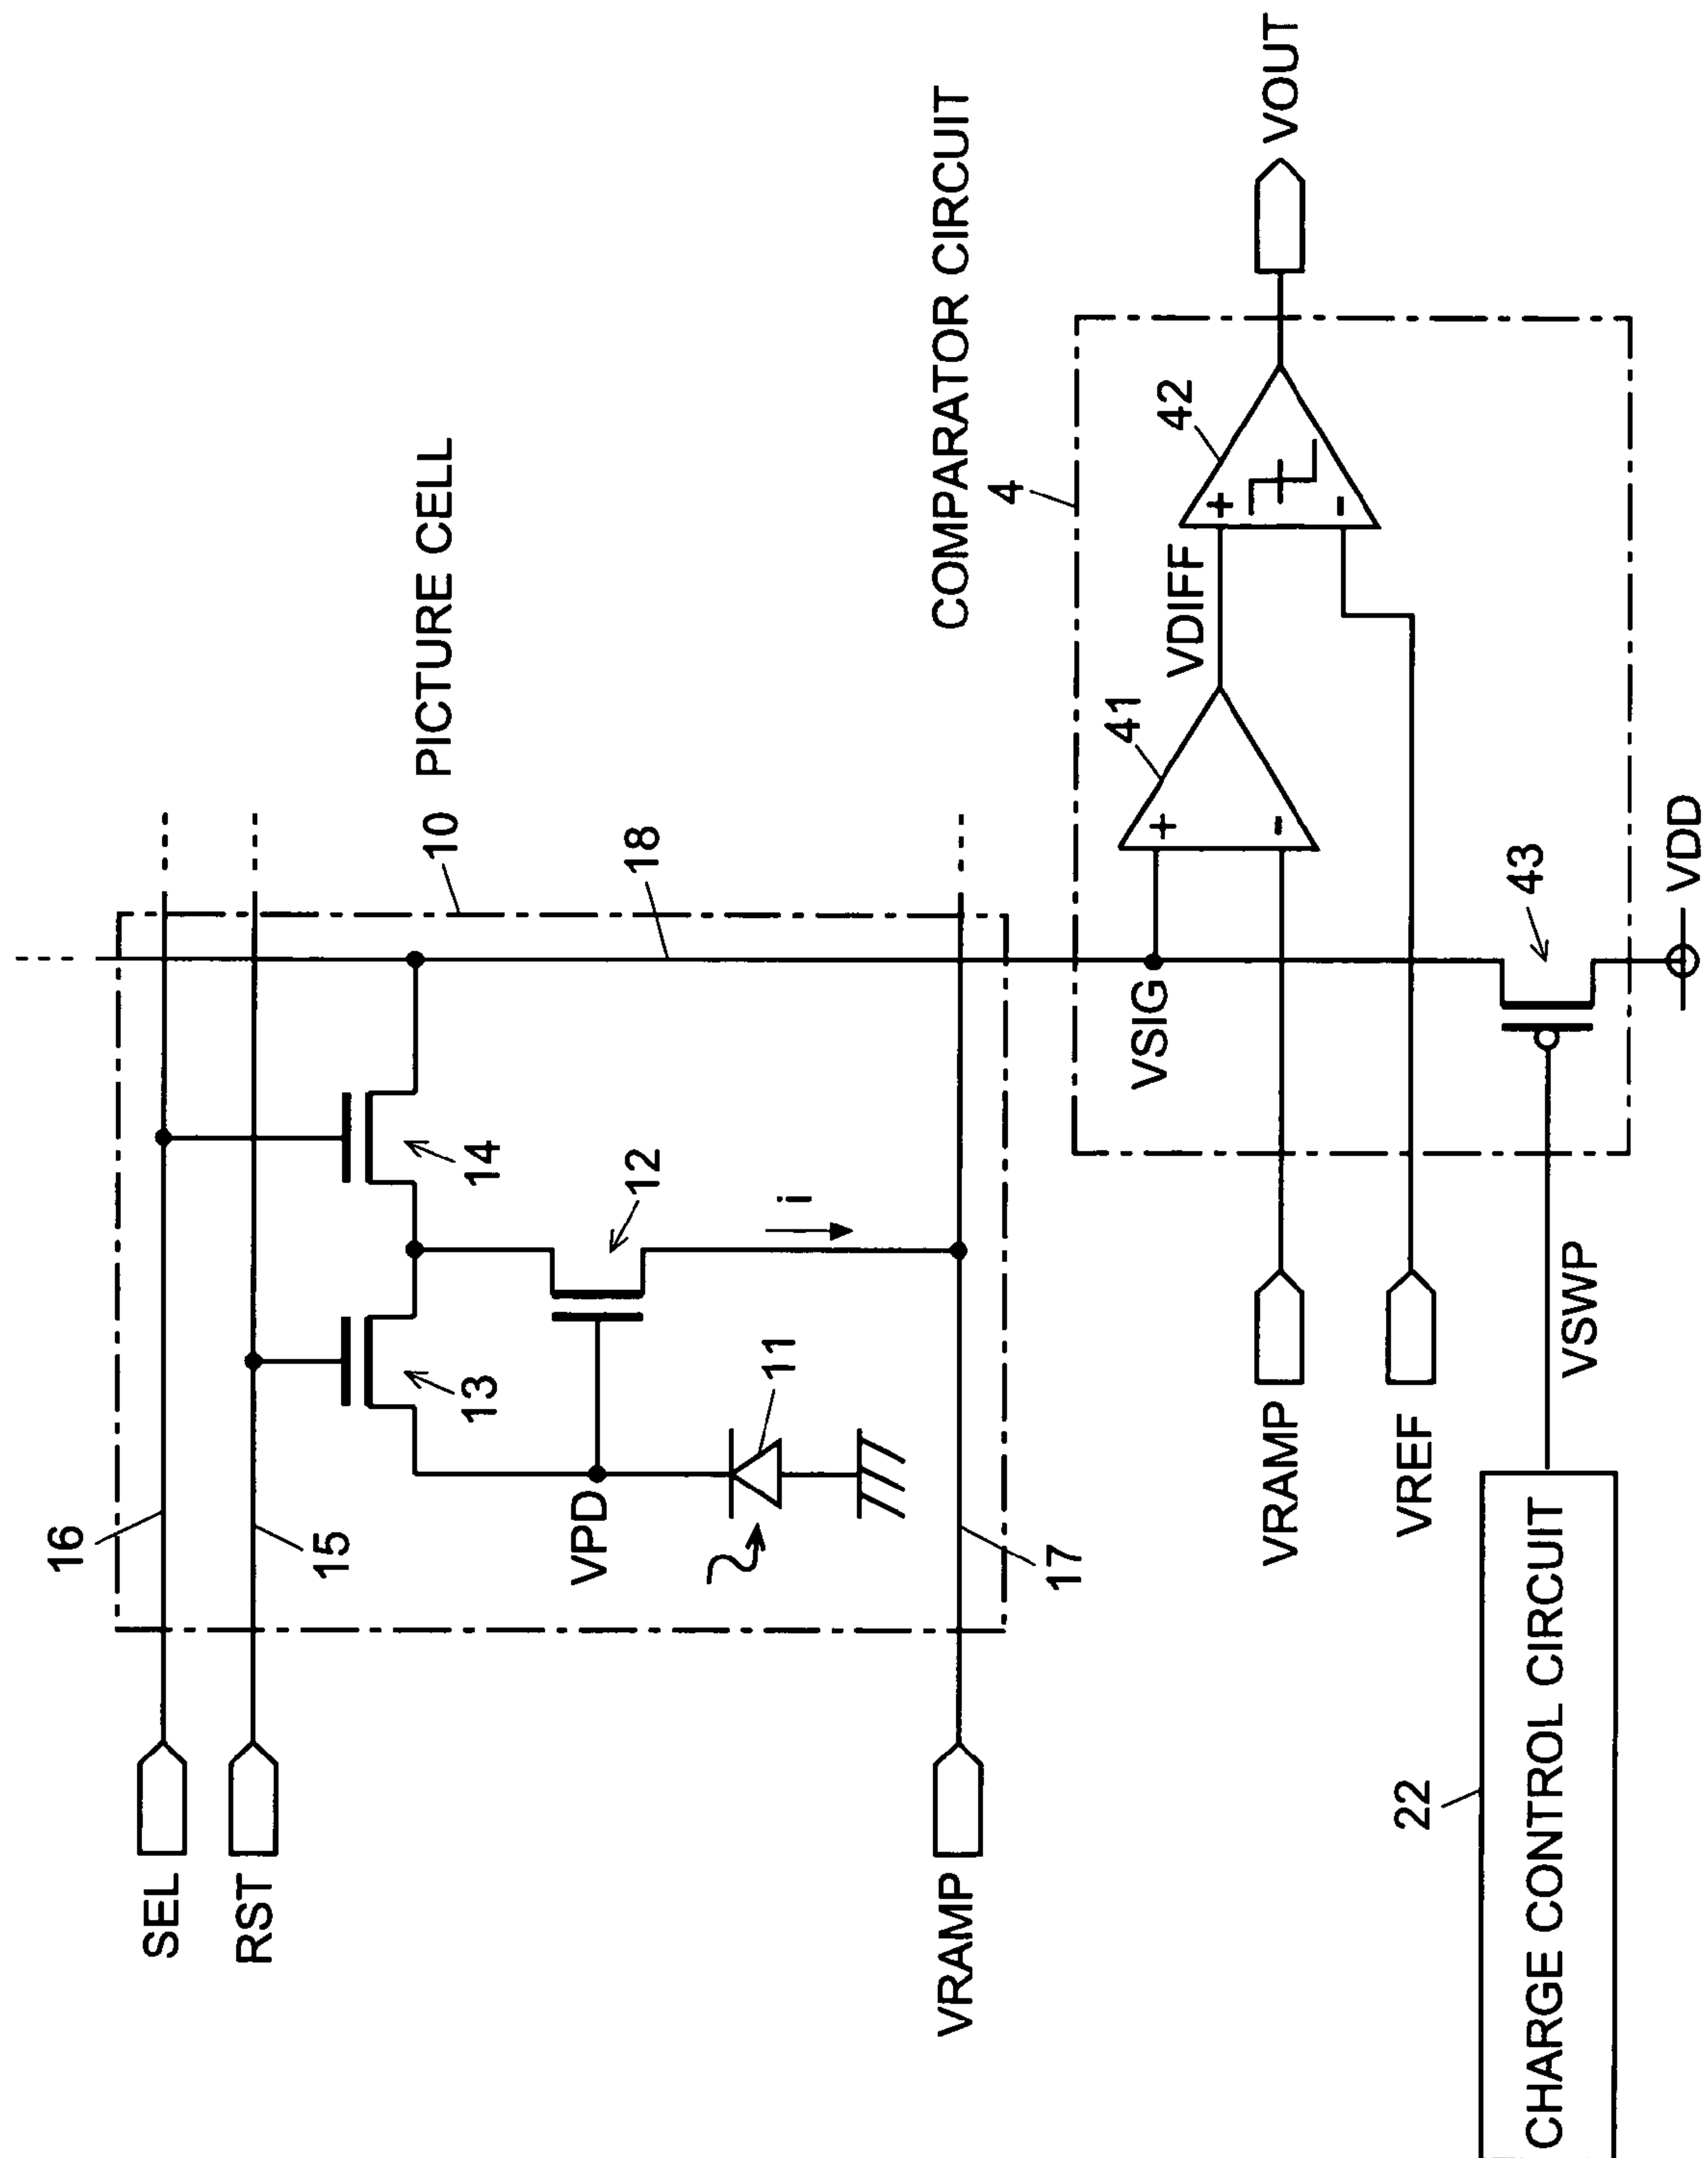 16
SEL
15
RST
10 PICTURE CELL
14
13
18
12
i
VPD
11
VRAMP
17
COMPARATOR CIRCUIT
4
VOUT
42
41
VDIFF
+
-
+
-
VSIG
VRAMP
VREF
43
VSWP
VDD
22
CHARGE CONTROL CIRCUIT